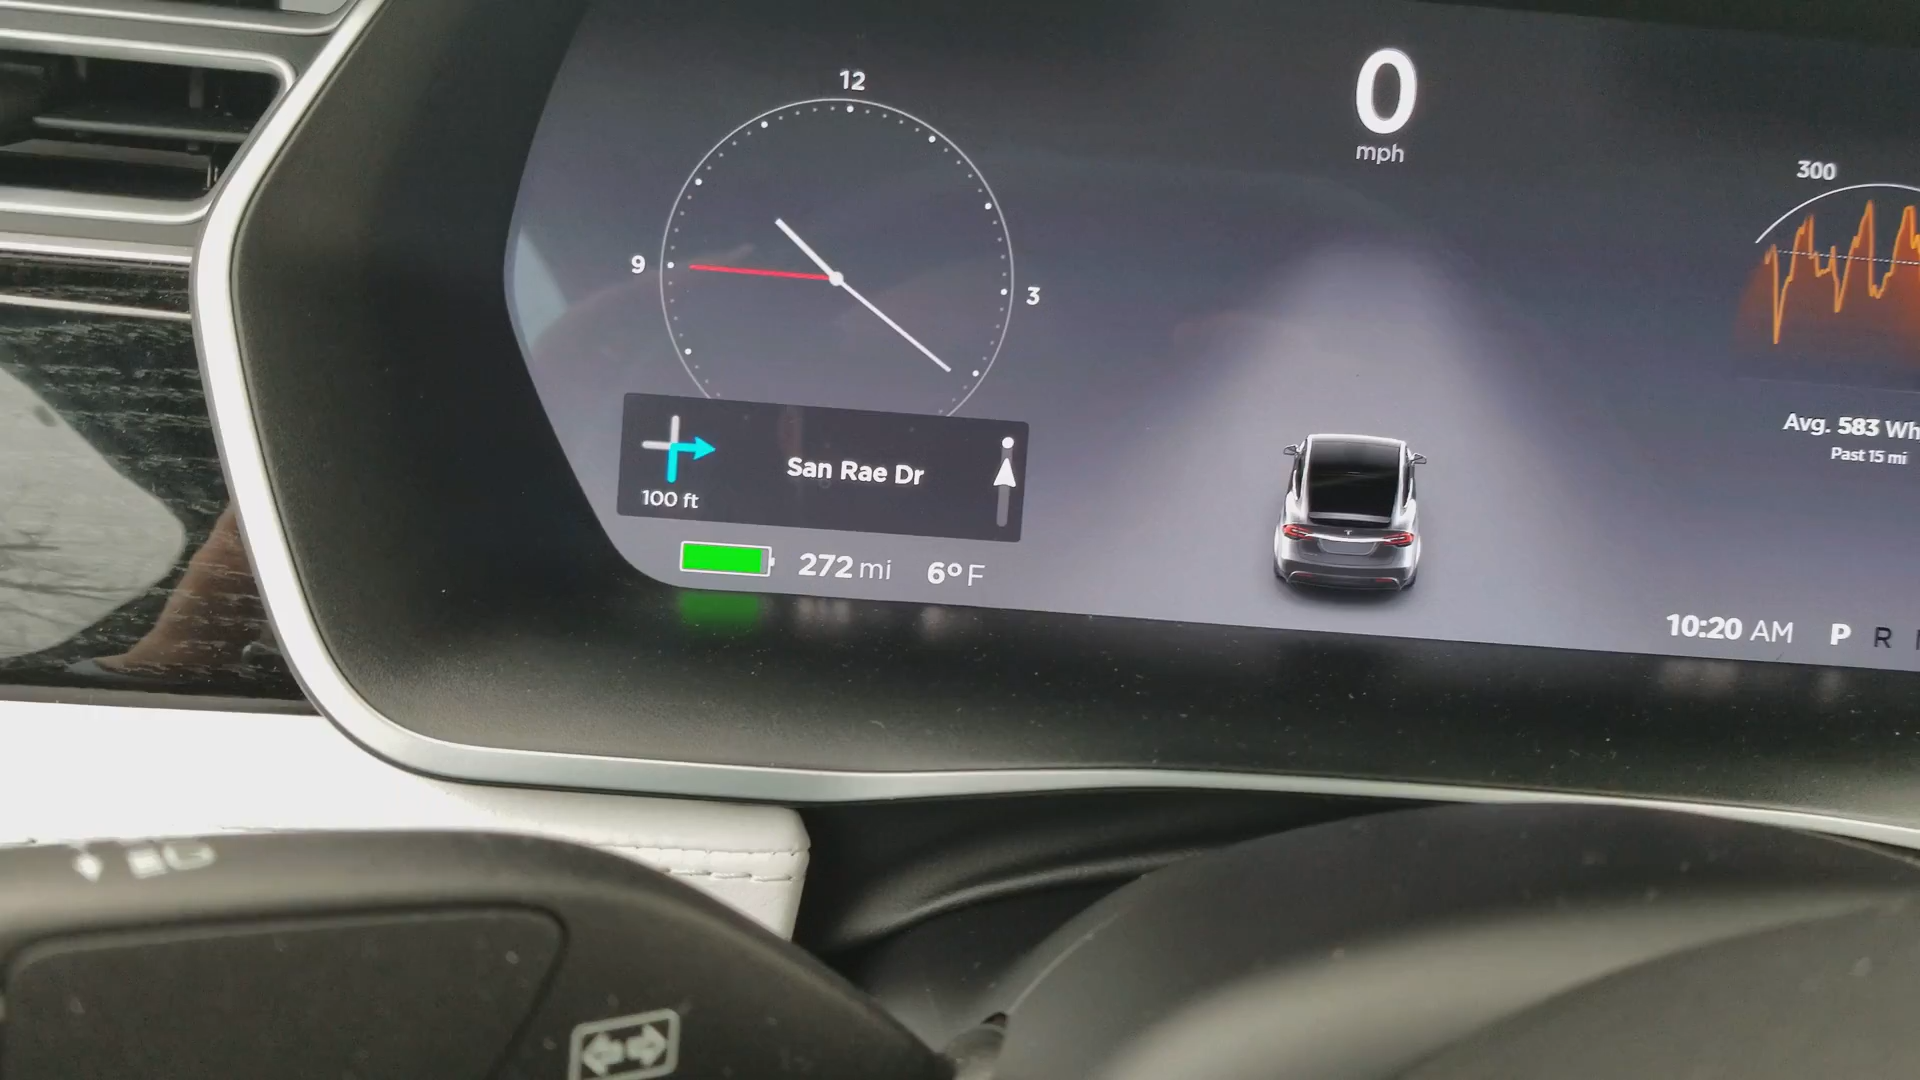 12
9
3
0
mph
300
Avg. 583 Wh
Past 15 mi
San Rae Dr
100 ft
272 mi 6° F
10:20 AM P R